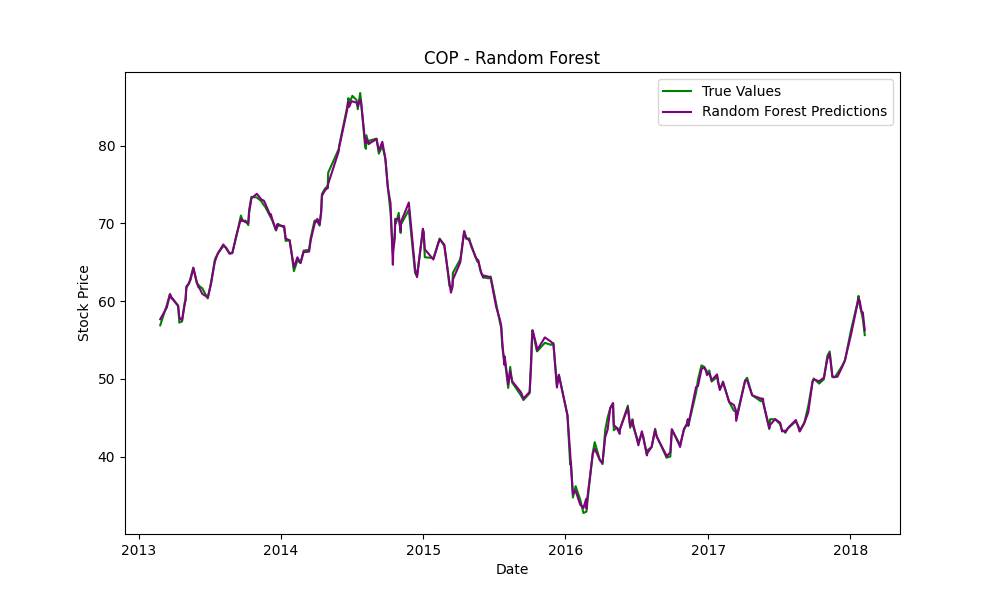 COP - Random Forest
True Values
Random Forest Predictions
80
70
60
50
40
Stock Price
2013 2014 2015 2016 2017 2018
Date